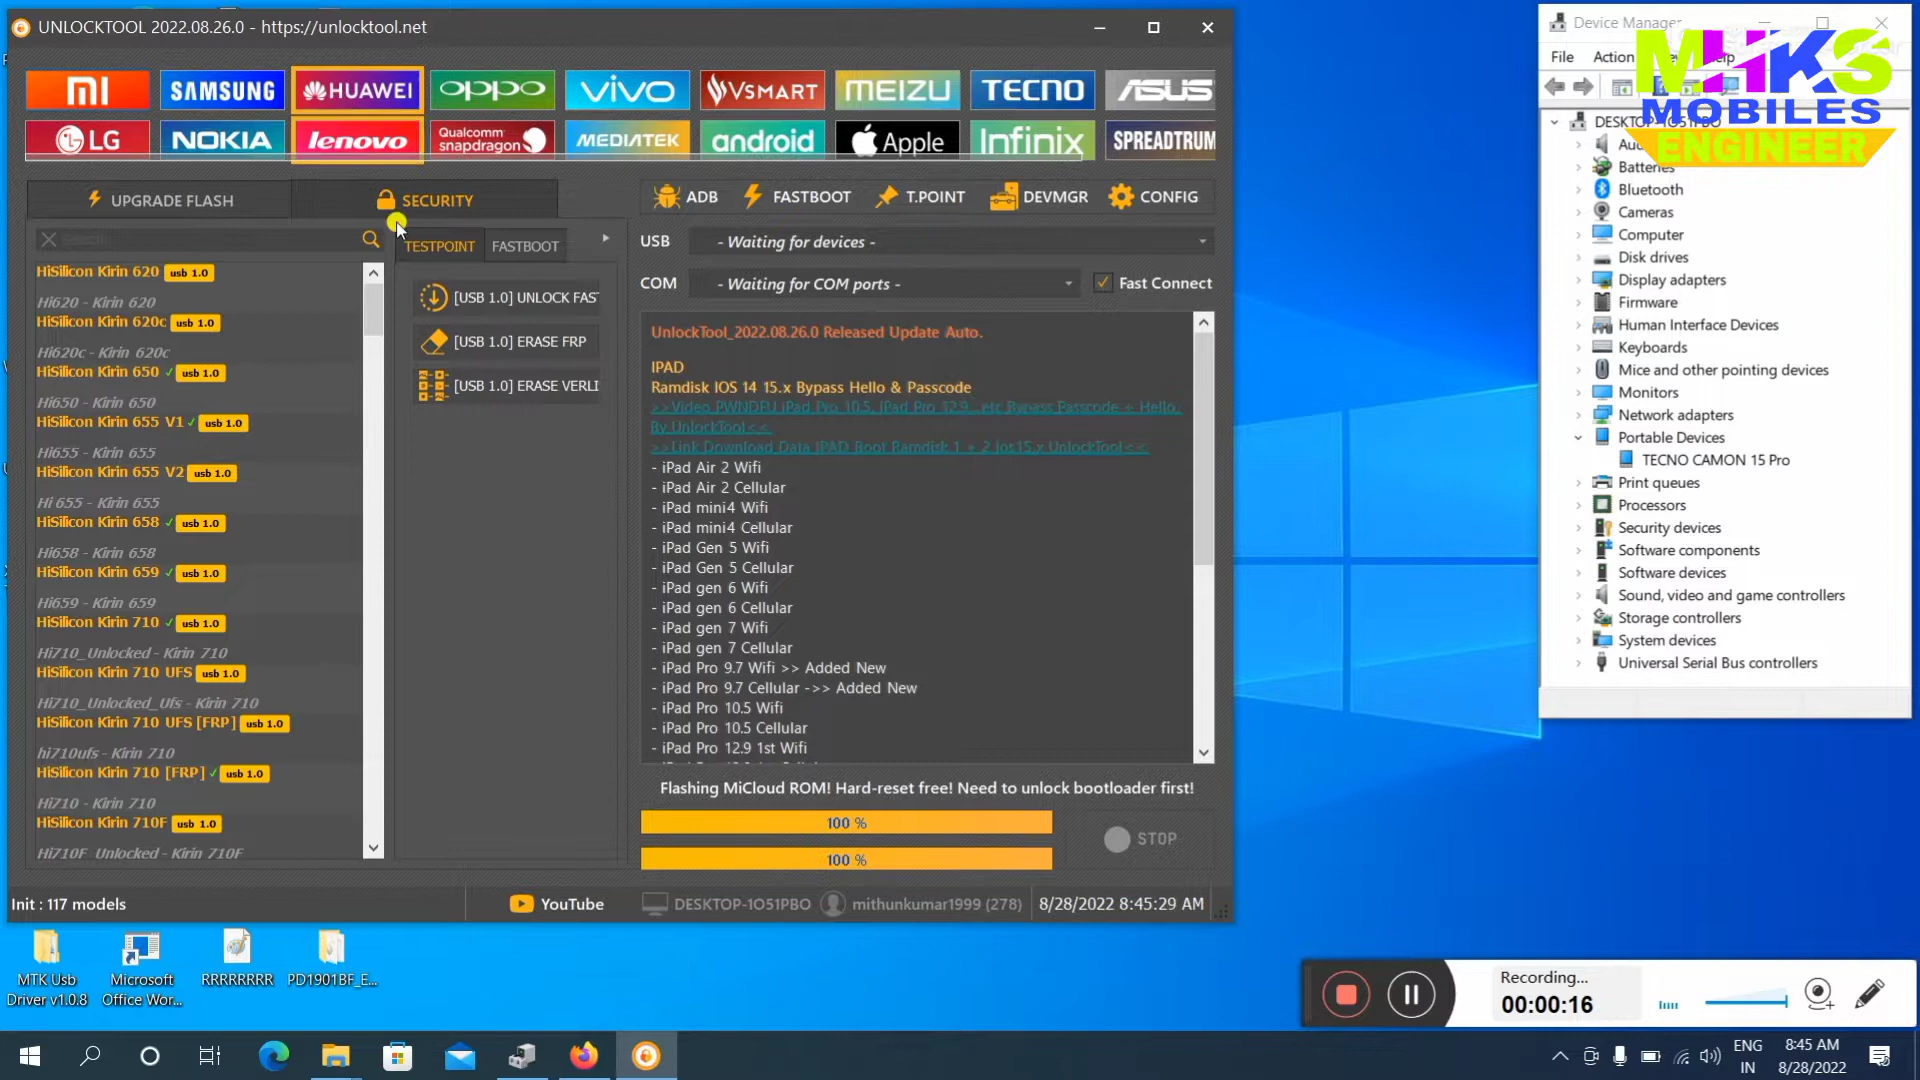 UNLOCKTOOL 2022.08.26.0 - https://unlocktool.net
mi
SAMSUNG
HUAWEI
oppo
vivo
VSMART
MEIZU
TECNO
ASUS
LG
NOKIA
lenovo
Qualcomm
snapdragon
MEDIATEK
android
Apple
Infinix
SPREADTRUM
UPGRADE FLASH
SECURITY
ADB
FASTBOOT
T.POINT
DEVMGR
CONFIG
TESTPOINT
FASTBOOT
USB
- Waiting for devices -
COM
- Waiting for COM ports -
Fast Connect
HiSilicon Kirin 620 usb 1.0
Hi620 - Kirin 620
HiSilicon Kirin 620c usb 1.0
Hi620c - Kirin 620c
HiSilicon Kirin 650 ✓ usb 1.0
Hi650 - Kirin 650
HiSilicon Kirin 655 V1 ✓ usb 1.0
Hi655 - Kirin 655
HiSilicon Kirin 655 V2 usb 1.0
Hi 655 - Kirin 655
HiSilicon Kirin 658 ✓ usb 1.0
Hi658 - Kirin 658
HiSilicon Kirin 659 ✓ usb 1.0
Hi659 - Kirin 659
HiSilicon Kirin 710 ✓ usb 1.0
Hi710_Unlocked - Kirin 710
HiSilicon Kirin 710 UFS usb 1.0
Hi710_Unlocked_Ufs - Kirin 710
HiSilicon Kirin 710 UFS [FRP] usb 1.0
hi710ufs - Kirin 710
HiSilicon Kirin 710 [FRP] ✓ usb 1.0
Hi710 - Kirin 710
HiSilicon Kirin 710F usb 1.0
Hi710F_Unlocked - Kirin 710F
[USB 1.0] UNLOCK FAS
[USB 1.0] ERASE FRP
[USB 1.0] ERASE VERLI
UnlockTool_2022.08.26.0 Released Update Auto.
IPAD
Ramdisk IOS 14 15.x Bypass Hello & Passcode
>>Video PWNDFU iPad Pro 10.5, iPad Pro 12.9...etc Bypass Passcode + Hello
By UnlockTool<<
>>Link Download Data IPAD Boot Ramdisk 1 + 2 ios15.x UnlockTool<<
- iPad Air 2 Wifi
- iPad Air 2 Cellular
- iPad mini4 Wifi
- iPad mini4 Cellular
- iPad Gen 5 Wifi
- iPad Gen 5 Cellular
- iPad gen 6 Wifi
- iPad gen 6 Cellular
- iPad gen 7 Wifi
- iPad gen 7 Cellular
- iPad Pro 9.7 Wifi >> Added New
- iPad Pro 9.7 Cellular ->> Added New
- iPad Pro 10.5 Wifi
- iPad Pro 10.5 Cellular
- iPad Pro 12.9 1st Wifi
Flashing MiCloud ROM! Hard-reset free! Need to unlock bootloader first!
100 %
100 %
STOP
Init : 117 models
YouTube
DESKTOP-1O51PBO
mithunkumar1999 (278)
8/28/2022 8:45:29 AM
Device Manager
File
Action
MHKS
MOBILES
ENGINEER
Batteries
Bluetooth
Cameras
Computer
Disk drives
Display adapters
Firmware
Human Interface Devices
Keyboards
Mice and other pointing devices
Monitors
Network adapters
Portable Devices
TECNO CAMON 15 Pro
Print queues
Processors
Security devices
Software components
Software devices
Sound, video and game controllers
Storage controllers
System devices
Universal Serial Bus controllers
MTK Usb
Driver v1.0.8
Microsoft
Office Wor...
RRRRRRRR
PD1901BF_E...
Recording...
00:00:16
ENG
IN
8:45 AM
8/28/2022